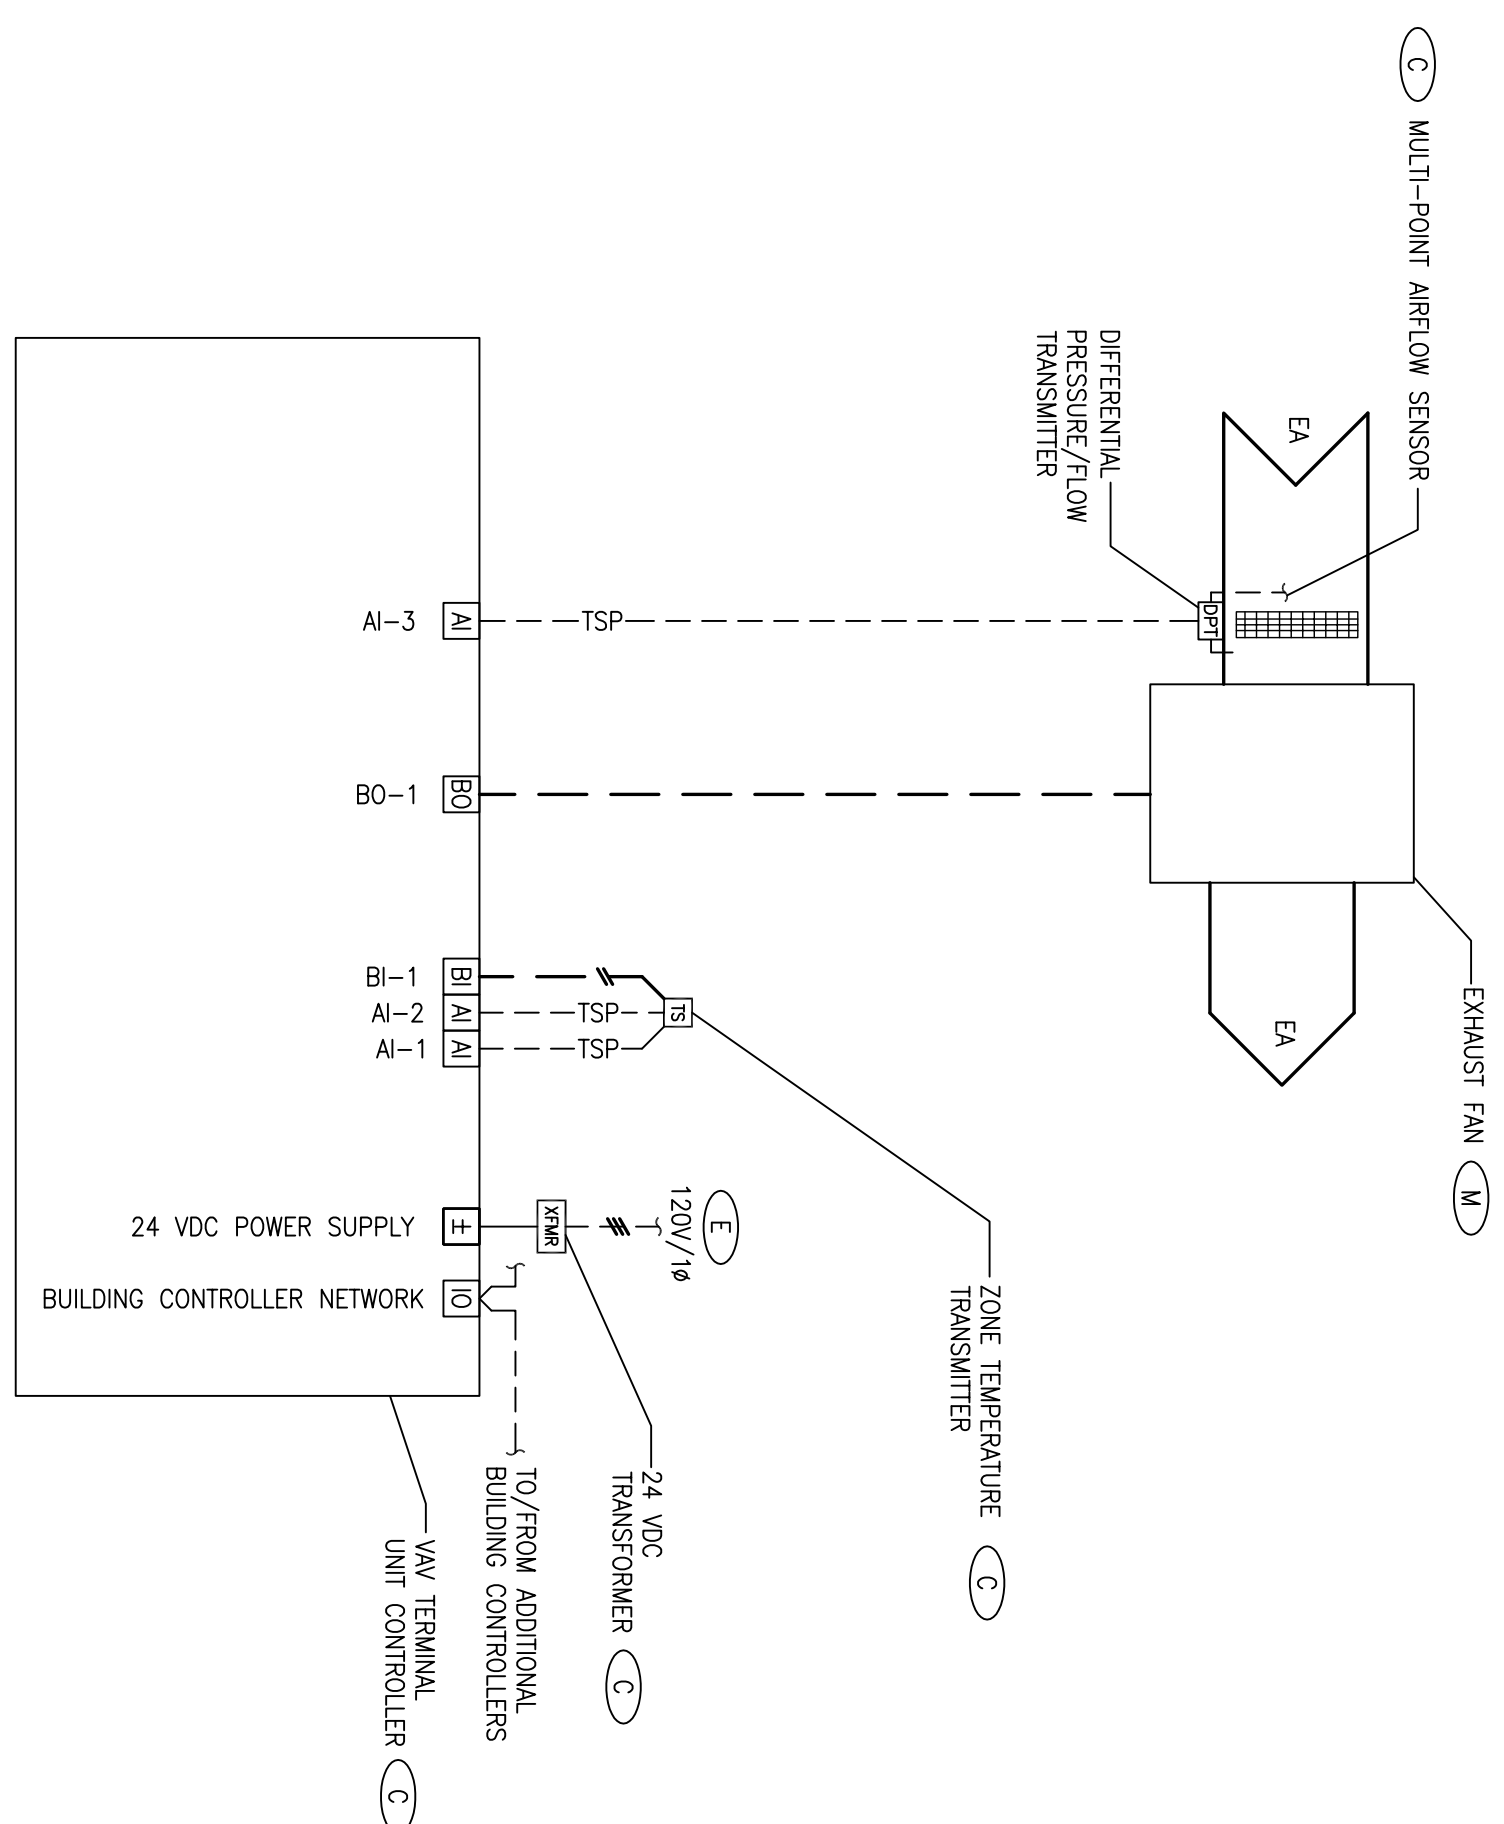 C MULTI-POINT AIRFLOW SENSOR
EA
DIFFERENTIAL
PRESSURE/FLOW
TRANSMITTER
DPT
EXHAUST FAN M
EA
AI-3 AI TSP
BO-1 BO
BI-1 BI
AI-2 AI TSP
AI-1 AI TSP
TS
ZONE TEMPERATURE
TRANSMITTER
C
E
120V/1ø
24 VDC POWER SUPPLY ± XFMR
24 VDC
TRANSFORMER
C
BUILDING CONTROLLER NETWORK IO
TO/FROM ADDITIONAL
BUILDING CONTROLLERS
VAV TERMINAL
UNIT CONTROLLER
C